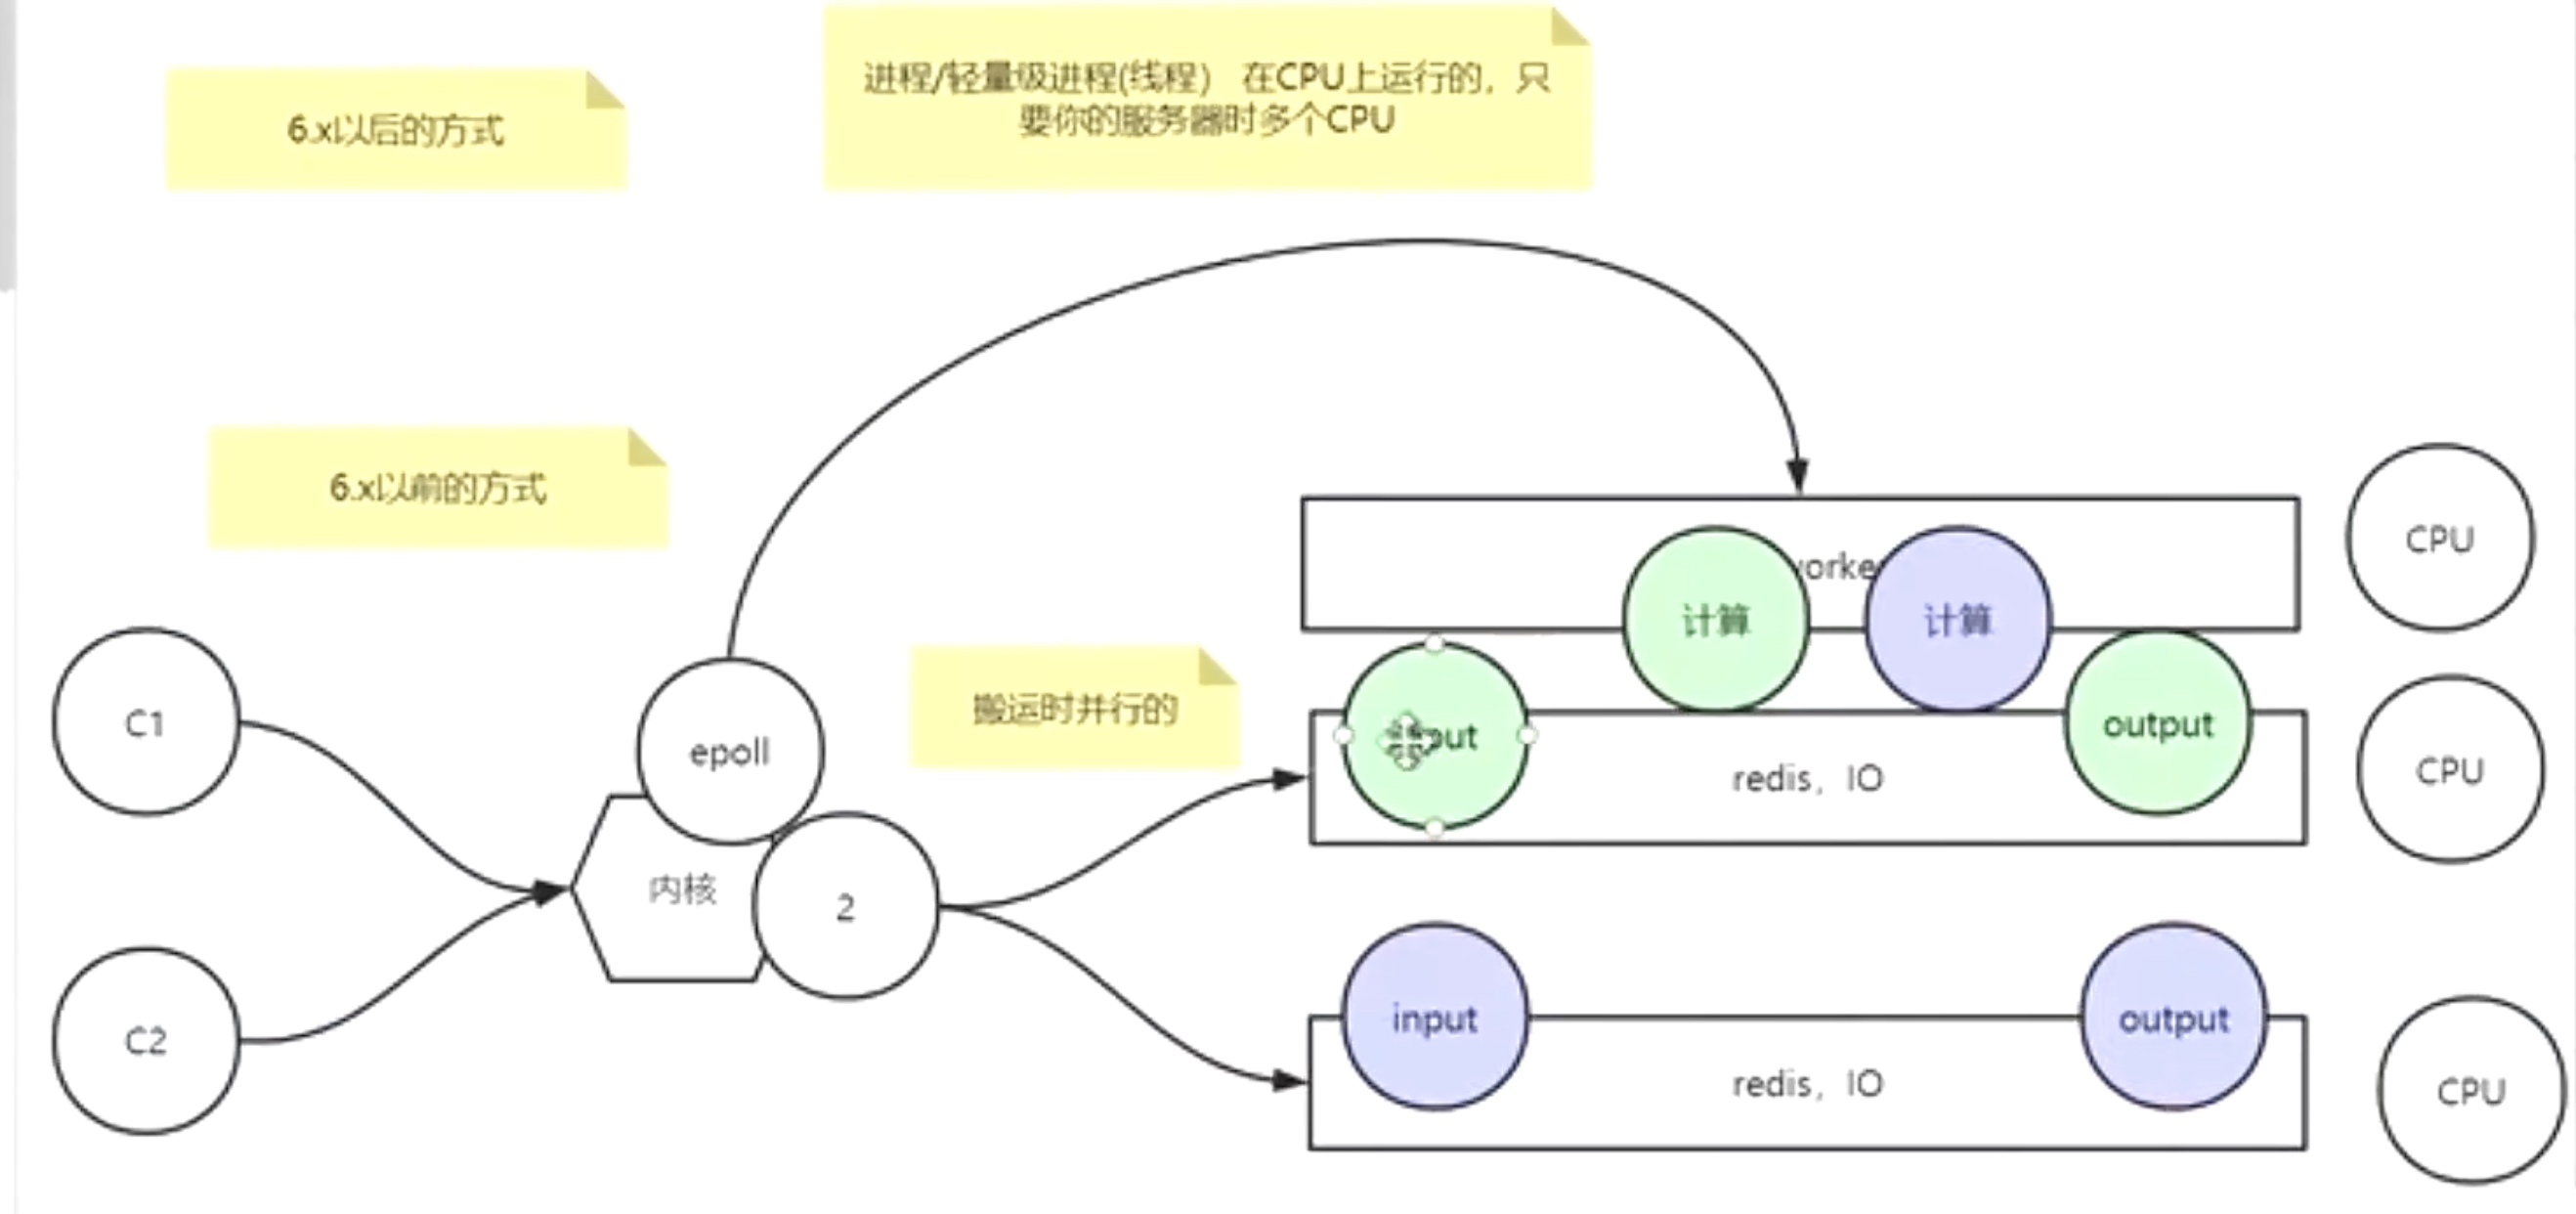 6.x以后的方式
进程/轻量级进程(线程） 在CPU上运行的，只
要你的服务器时多个CPU
6.x以前的方式
CPU
计算
计算
C1
epoll
搬运时并行的
output
redis，IO
CPU
内核
2
C2
input
output
redis，IO
CPU